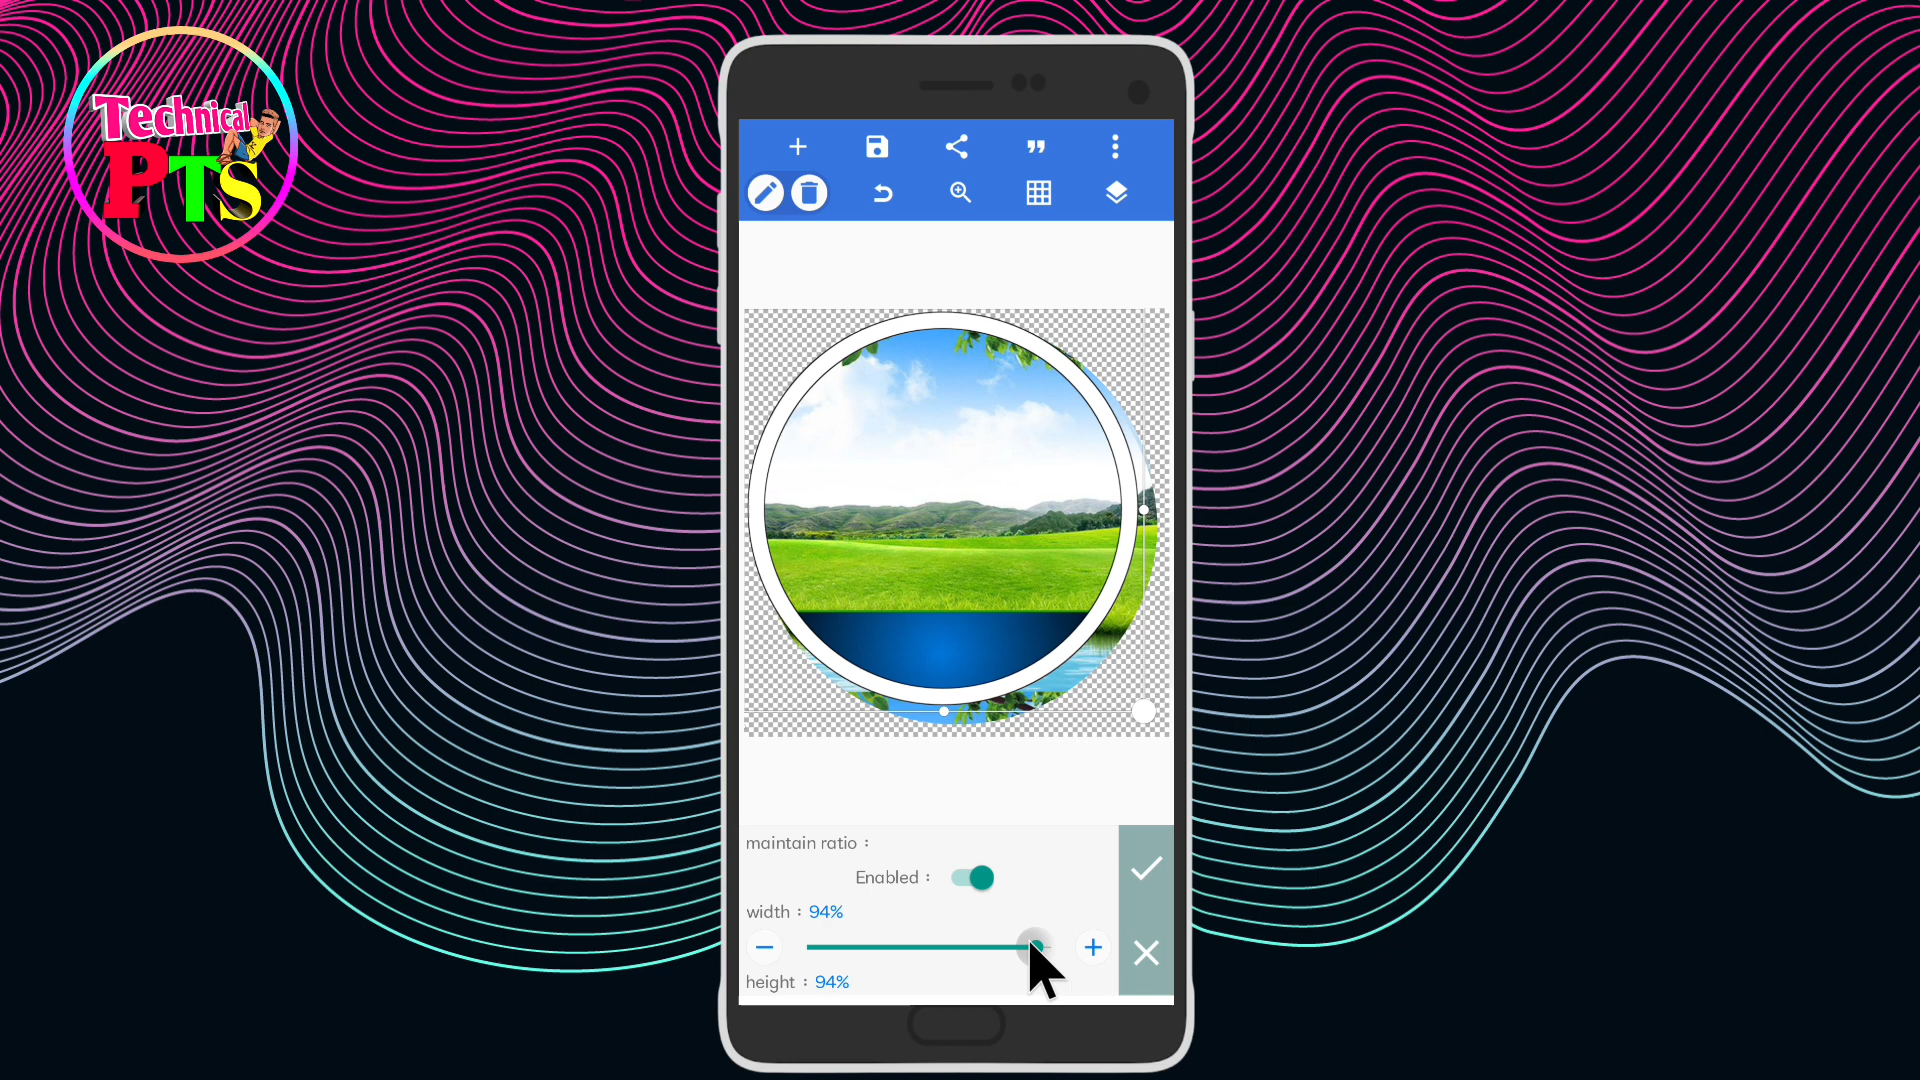 Technical
PTS
maintain ratio :
Enabled :
width : 94%
height : 94%